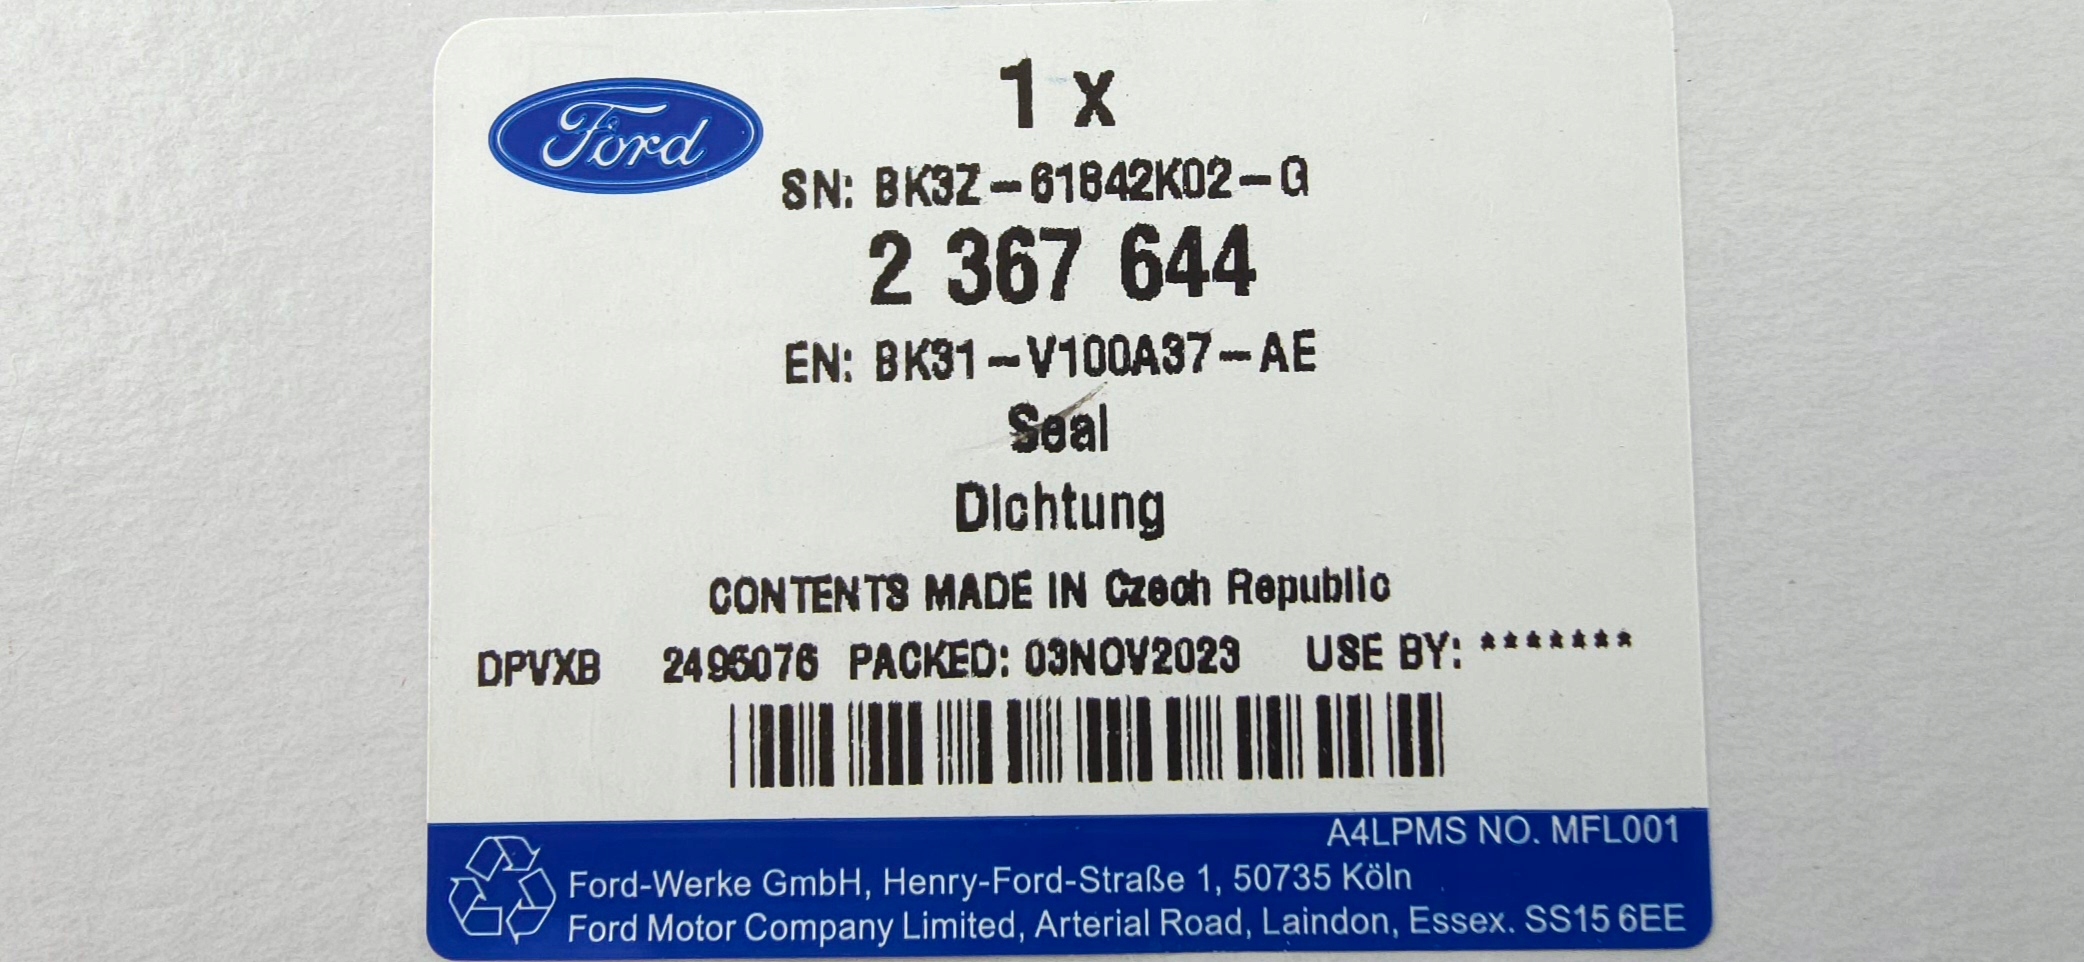 Ford
1 x
SN: BK3Z-61842K02-G
2 367 644
EN: BK31-V100A37-AE
Seal
Dichtung
CONTENTS MADE IN Czech Republic
DPVXB 2495076 PACKED: 03NOV2023 USE BY: *******
A4LPMS NO. MFL001
Ford-Werke GmbH, Henry-Ford-Straße 1, 50735 Köln
Ford Motor Company Limited, Arterial Road, Laindon, Essex. SS15 6EE